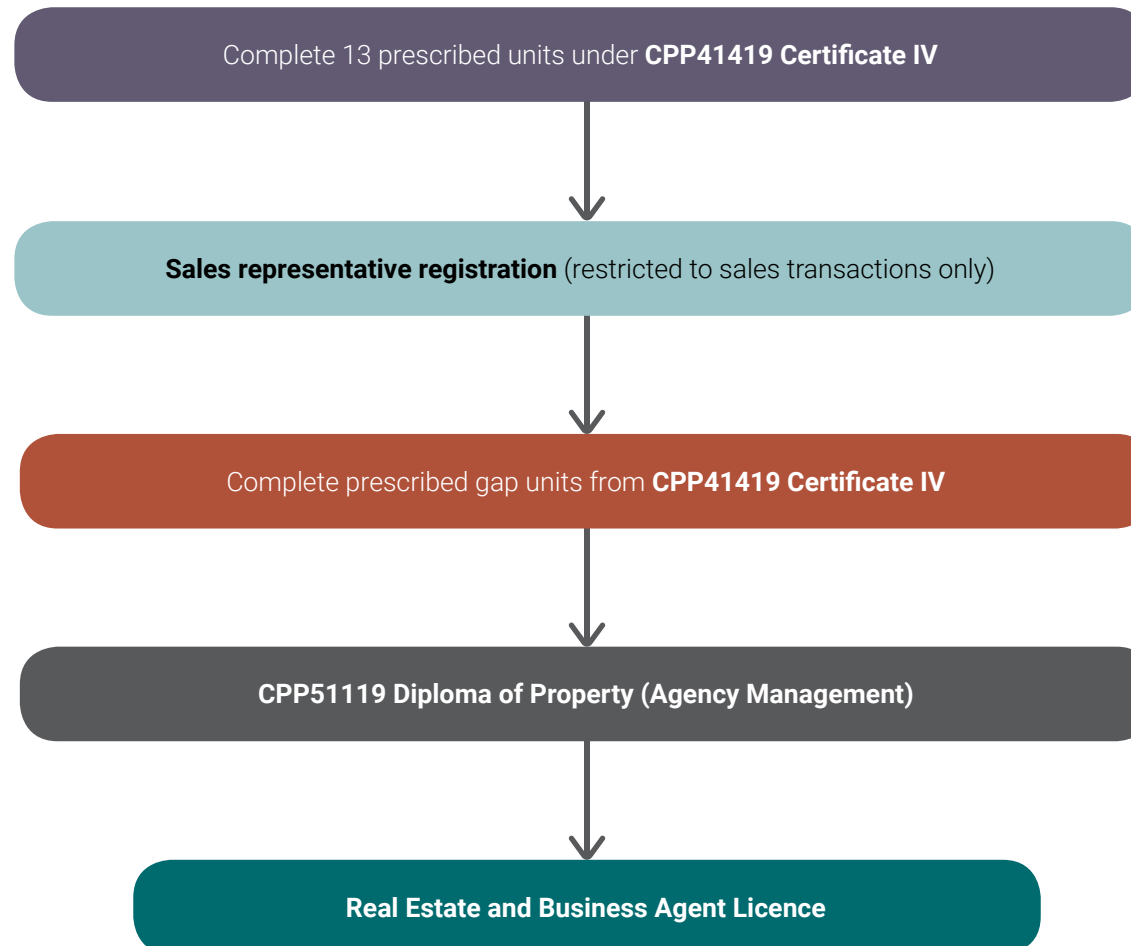 Complete 13 prescribed units under CPP41419 Certificate IV
Sales representative registration (restricted to sales transactions only)
Complete prescribed gap units from CPP41419 Certificate IV
CPP51119 Diploma of Property (Agency Management)
Real Estate and Business Agent Licence